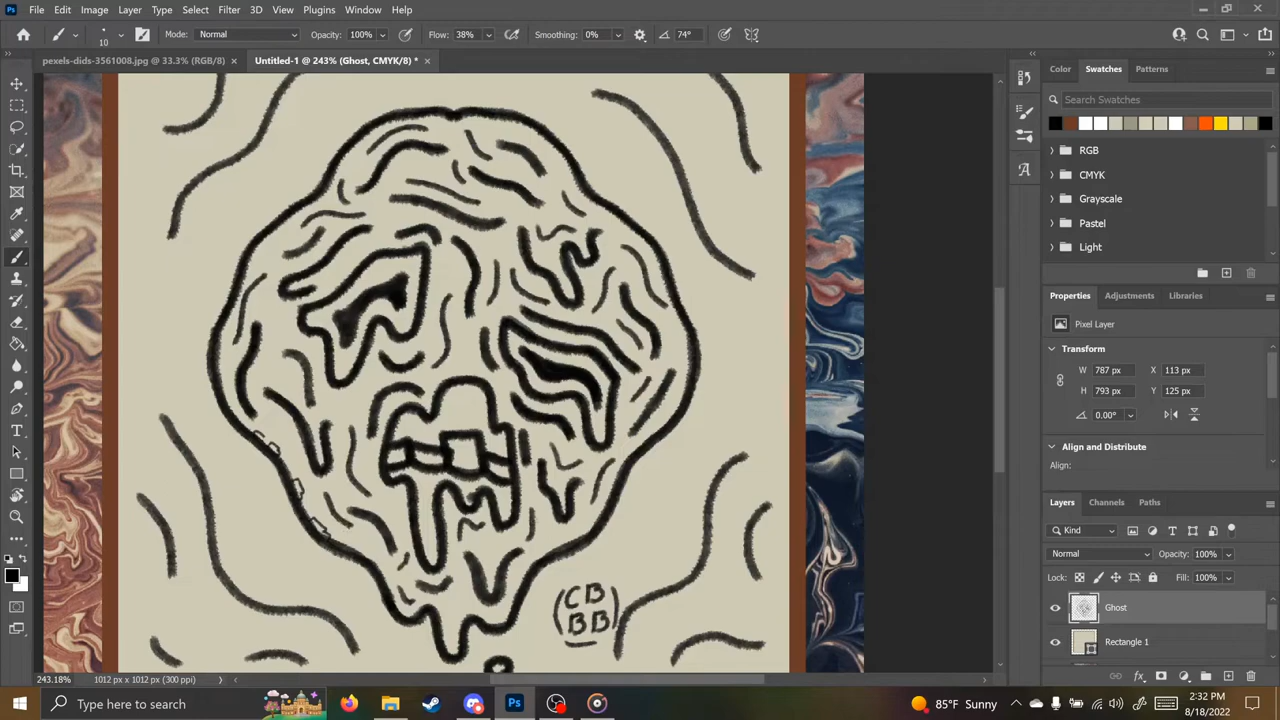 Ps File Edit Image Layer Type Select Filter 3D View Plugins Window Help
10 Mode: Normal Opacity: 100% Flow: 38% Smoothing: 0% 74°
pexels-dids-3561008.jpg @ 33.3% (RGB/8) × Untitled-1 @ 243% (Ghost, CMYK/8) * ×
Color Swatches Patterns
Search Swatches
RGB
CMYK
Grayscale
Pastel
Light
Properties Adjustments Libraries
Pixel Layer
Transform
W 787 px X 113 px
H 793 px Y 125 px
0.00°
Align and Distribute
Align:
Layers Channels Paths
Kind
Normal Opacity: 100%
Lock: Fill: 100%
Ghost
Rectangle 1
CB
BB
243.18% 1012 px x 1012 px (300 ppi)
Type here to search
Ps
85°F Sunny
2:32 PM
8/18/2022